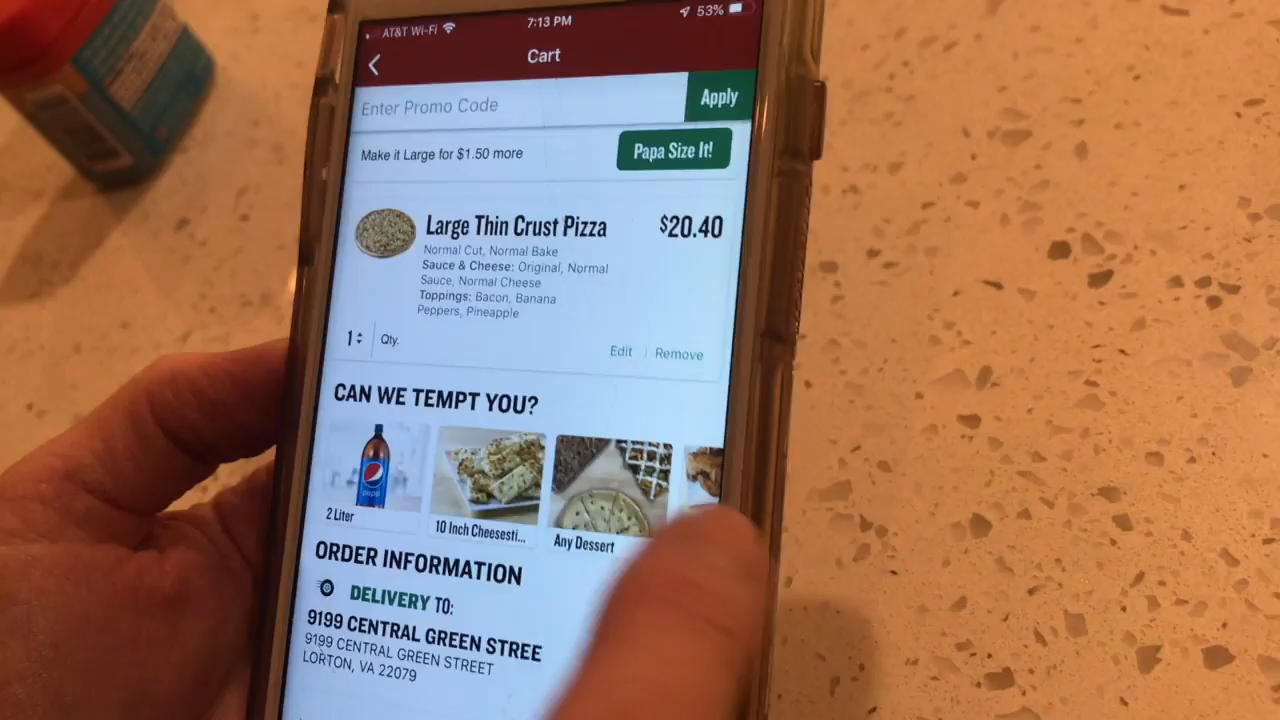 AT&T Wi-Fi 7:13 PM 53%
Cart
Enter Promo Code Apply
Make it Large for $1.50 more Papa Size It!
Large Thin Crust Pizza $20.40
Normal Cut, Normal Bake
Sauce & Cheese: Original, Normal
Sauce, Normal Cheese
Toppings: Bacon, Banana
Peppers, Pineapple
1 Qty.
Edit Remove
CAN WE TEMPT YOU?
pepsi
2 Liter
10 Inch Cheesesti...
Any Dessert
ORDER INFORMATION
DELIVERY TO:
9199 CENTRAL GREEN STREE
9199 CENTRAL GREEN STREET
LORTON, VA 22079